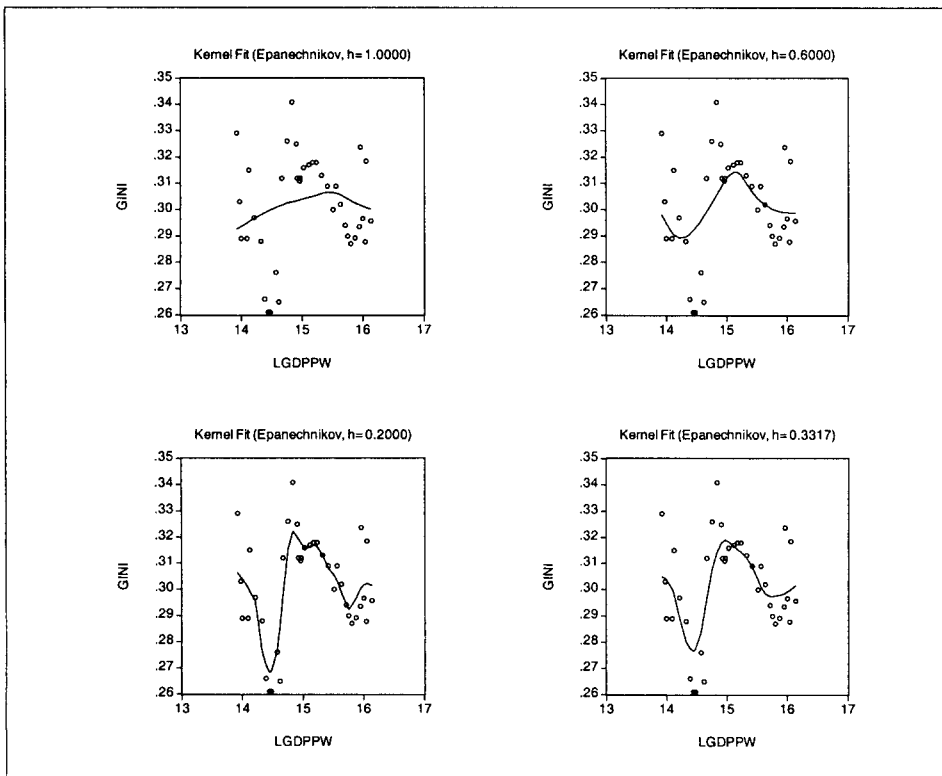 Kernel Fit (Epanechnikov, h= 1.0000)
.35
.34
.33
.32
.31
.30
.29
.28
.27
.26
GINI
13 14 15 16 17
LGDPPW
Kernel Fit (Epanechnikov, h= 0.6000)
.35
.34
.33
.32
.31
.30
.29
.28
.27
.26
GINI
13 14 15 16 17
LGDPPW
Kernel Fit (Epanechnikov, h= 0.2000)
.35
.34
.33
.32
.31
.30
.29
.28
.27
.26
GINI
13 14 15 16 17
LGDPPW
Kernel Fit (Epanechnikov, h= 0.3317)
.35
.34
.33
.32
.31
.30
.29
.28
.27
.26
GINI
13 14 15 16 17
LGDPPW